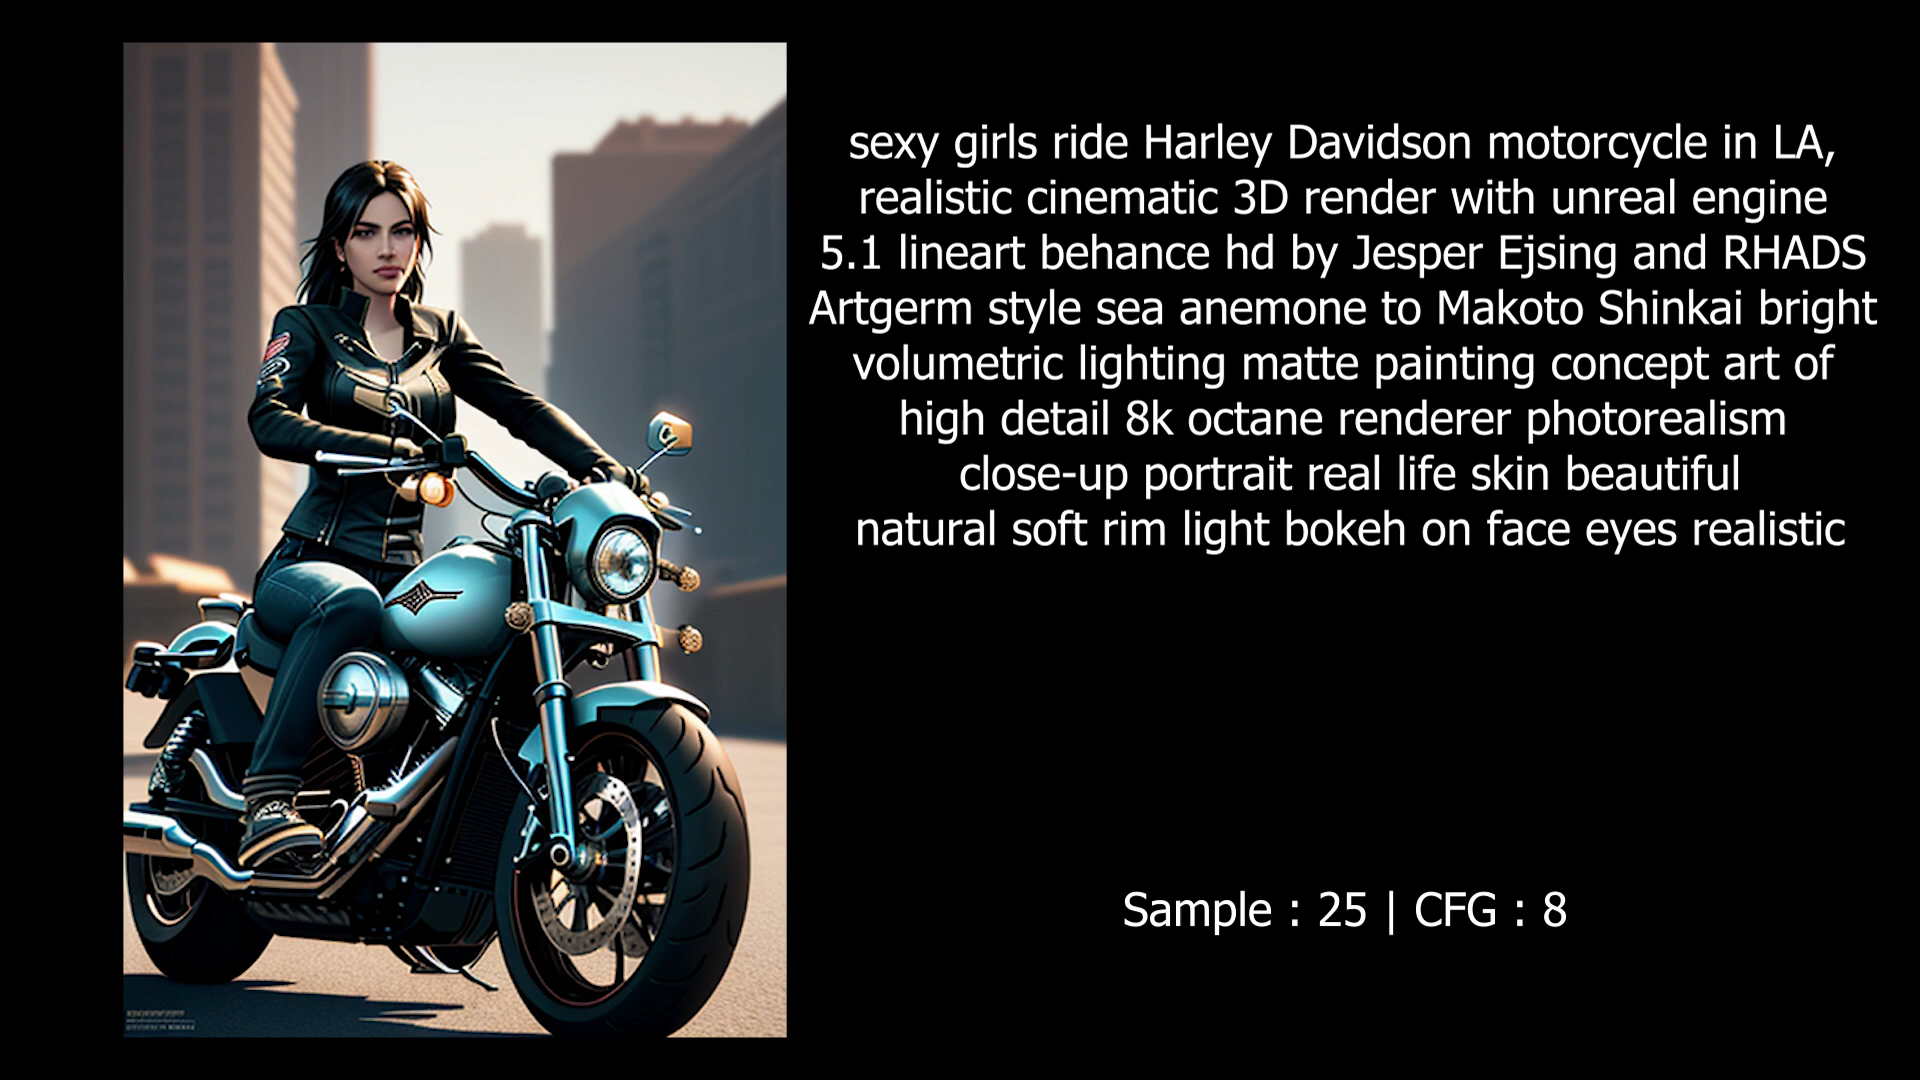 sexy girls ride Harley Davidson motorcycle in LA,
realistic cinematic 3D render with unreal engine
5.1 lineart behance hd by Jesper Ejsing and RHADS
Artgerm style sea anemone to Makoto Shinkai bright
volumetric lighting matte painting concept art of
high detail 8k octane renderer photorealism
close-up portrait real life skin beautiful
natural soft rim light bokeh on face eyes realistic
Sample : 25 | CFG : 8